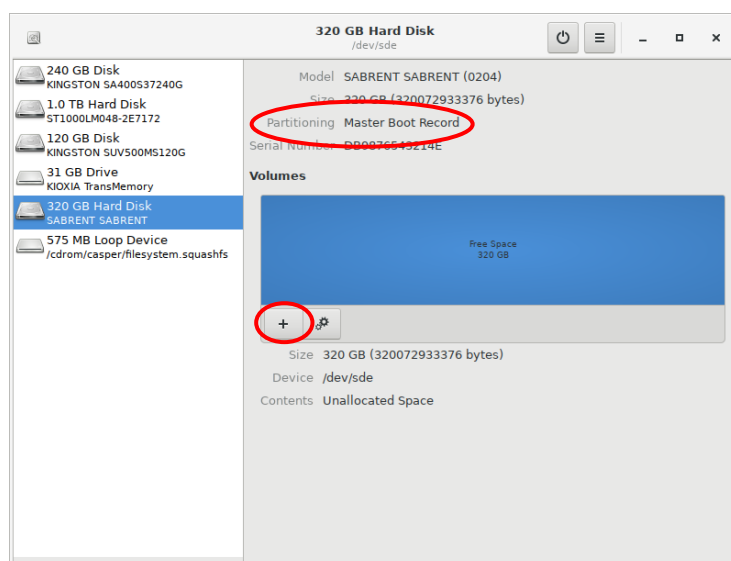 320 GB Hard Disk
/dev/sde
240 GB Disk
KINGSTON SA400S37240G
1.0 TB Hard Disk
ST1000LM048-2E7172
120 GB Disk
KINGSTON SUV500MS120G
31 GB Drive
KIOXIA TransMemory
320 GB Hard Disk
SABRENT SABRENT
575 MB Loop Device
/cdrom/casper/filesystem.squashfs
Model SABRENT SABRENT (0204)
Size 320 GB (320072933376 bytes)
Partitioning Master Boot Record
Serial Number DB9876543214E
Volumes
Free Space
320 GB
+
Size 320 GB (320072933376 bytes)
Device /dev/sde
Contents Unallocated Space